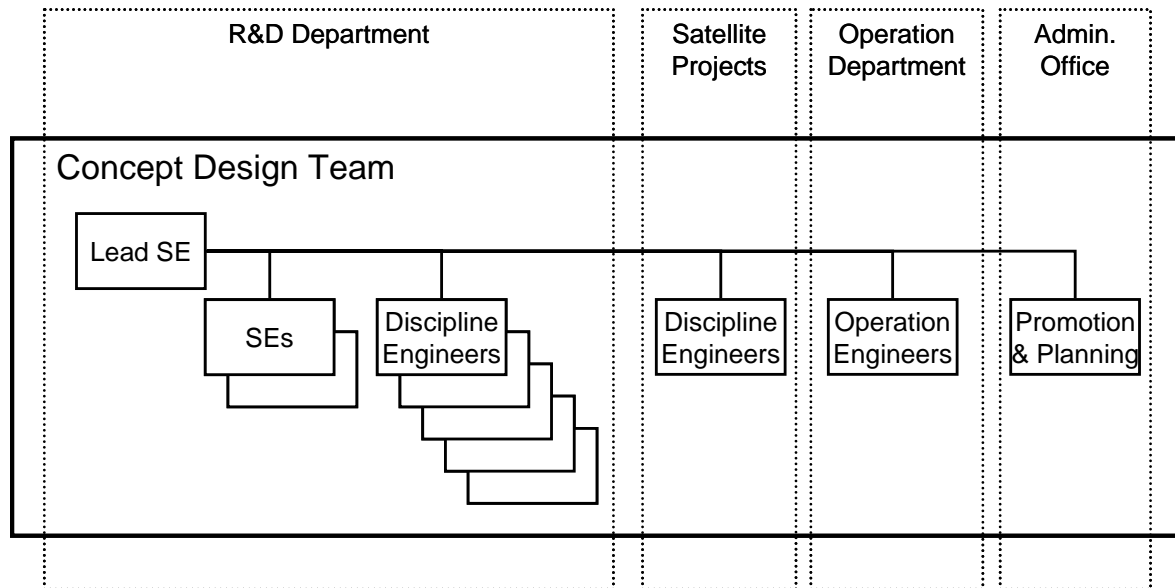 R&D Department
Satellite
Projects
Operation
Department
Admin.
Office
Concept Design Team
Lead SE
SEs
Discipline
Engineers
Discipline
Engineers
Operation
Engineers
Promotion
& Planning